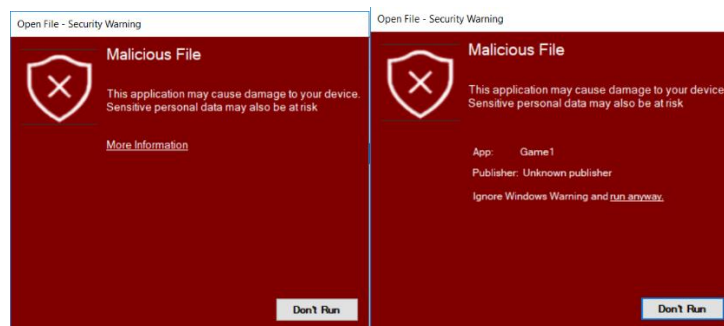 Open File - Security Warning
Malicious File
This application may cause damage to your device.
Sensitive personal data may also be at risk
More Information
Don't Run
Open File - Security Warning
Malicious File
This application may cause damage to your device
Sensitive personal data may also be at risk
App: Game1
Publisher: Unknown publisher
Ignore Windows Warning and run anyway.
Don't Run